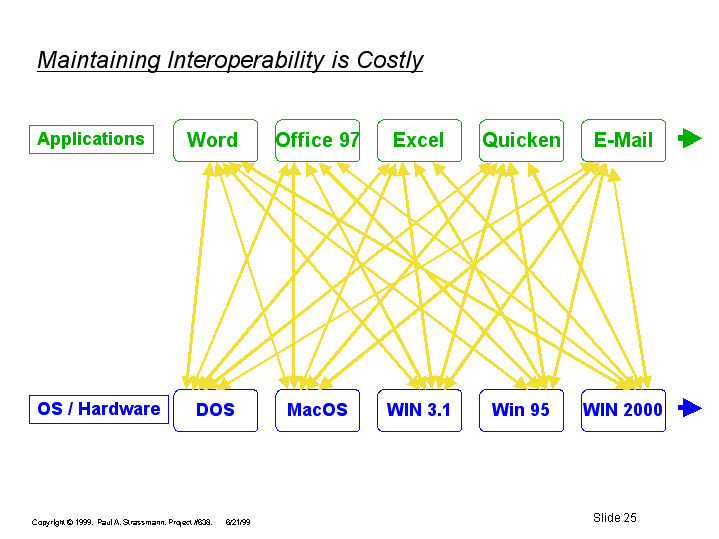 Maintaining Interoperability is Costly
Applications
Word
Office 97
Excel
Quicken
E-Mail
OS / Hardware
DOS
MacOS
WIN 3.1
Win 95
WIN 2000
Copyright © 1999, Paul A. Strassmann, Project #638, 6/21/99
Slide 25